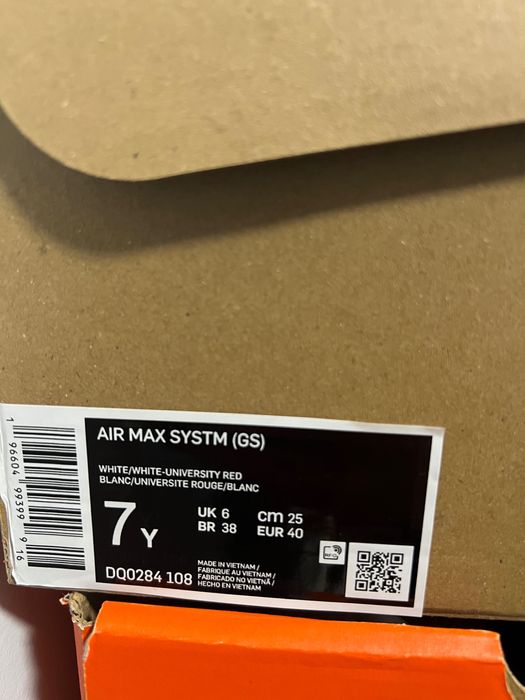 AIR MAX SYSTM (GS)
WHITE/WHITE-UNIVERSITY RED
BLANC/UNIVERSITE ROUGE/BLANC
7 Y
UK 6 cm 25
BR 38 EUR 40
DQ0284 108
MADE IN VIETNAM /
FABRIQUE AU VIETNAM /
FABRICADO NO VIETNÃ /
HECHO EN VIETNAM
1 96604 99399 9 16